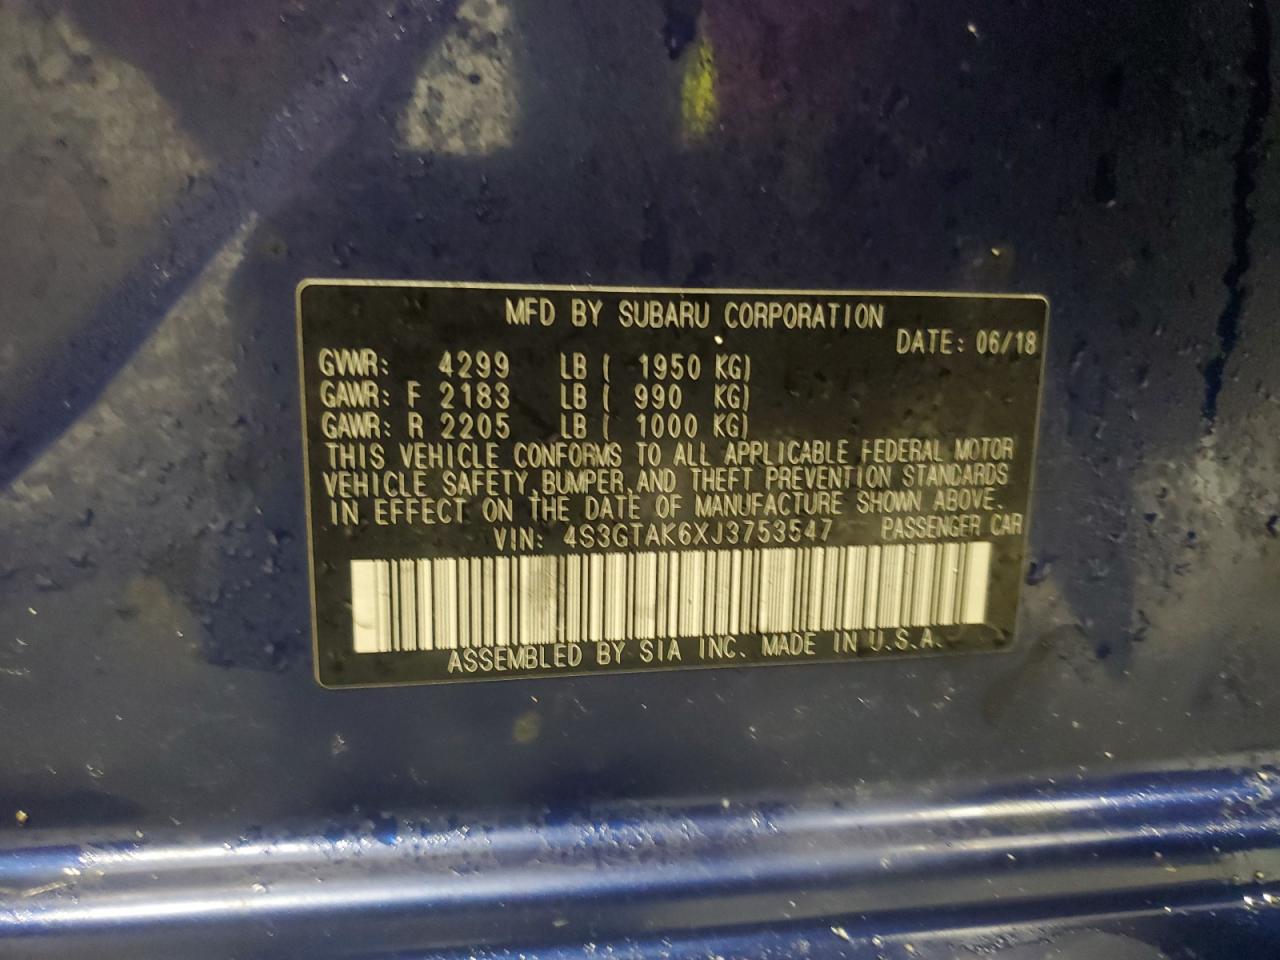 MFD BY SUBARU CORPORATION
DATE: 06/18
GVWR: 4299 LB ( 1950 KG)
GAWR: F 2183 LB ( 990 KG)
GAWR: R 2205 LB ( 1000 KG)
THIS VEHICLE CONFORMS TO ALL APPLICABLE FEDERAL MOTOR
VEHICLE SAFETY,BUMPER,AND THEFT PREVENTION STANDARDS
IN EFFECT ON THE DATE OF MANUFACTURE SHOWN ABOVE.
VIN: 4S3GTAK6XJ3753547 PASSENGER CAR
ASSEMBLED BY SIA INC. MADE IN U.S.A.